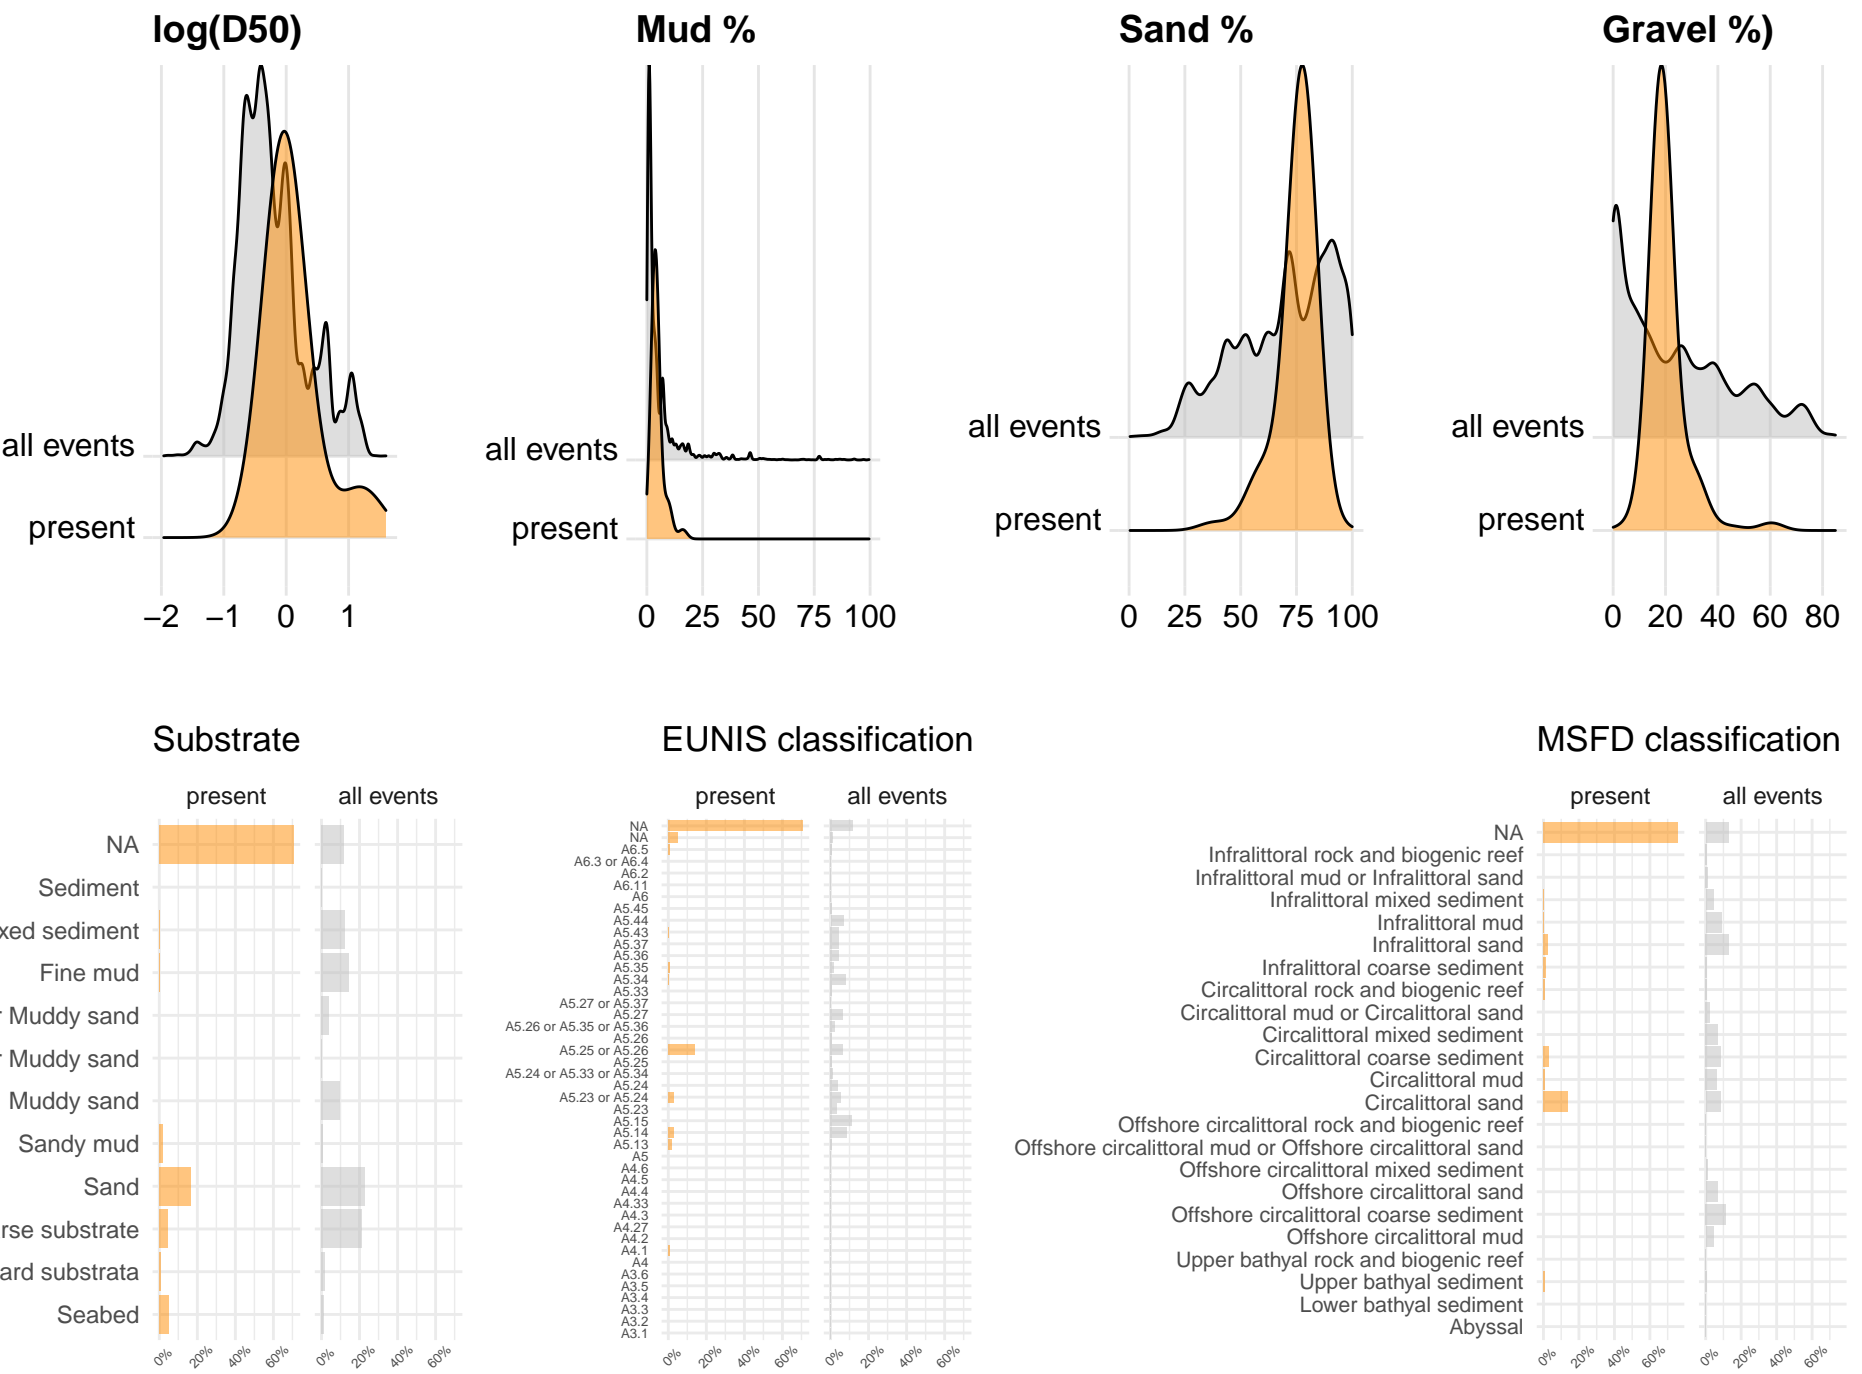 log(D50)
Mud %
Sand %
Gravel %)
all events
present
−2 −1 0 1
all events
present
0 25 50 75 100
all events
present
0 25 50 75 100
all events
present
0 20 40 60 80
Substrate
present all events
NA
Sediment
xed sediment
Fine mud
r Muddy sand
r Muddy sand
Muddy sand
Sandy mud
Sand
rse substrate
ard substrata
Seabed
0% 20% 40% 60% 0% 20% 40% 60%
EUNIS classification
present all events
NA
NA
A6.5
A6.3 or A6.4
A6.2
A6.11
A6
A5.45
A5.44
A5.43
A5.37
A5.36
A5.35
A5.34
A5.33
A5.27 or A5.37
A5.27
A5.26 or A5.35 or A5.36
A5.26
A5.25 or A5.26
A5.25
A5.24 or A5.33 or A5.34
A5.24
A5.23 or A5.24
A5.23
A5.15
A5.14
A5.13
A5
A4.6
A4.5
A4.4
A4.33
A4.3
A4.27
A4.2
A4.1
A4
A3.6
A3.5
A3.4
A3.3
A3.2
A3.1
0% 20% 40% 60% 0% 20% 40% 60%
MSFD classification
present all events
NA
Infralittoral rock and biogenic reef
Infralittoral mud or Infralittoral sand
Infralittoral mixed sediment
Infralittoral mud
Infralittoral sand
Infralittoral coarse sediment
Circalittoral rock and biogenic reef
Circalittoral mud or Circalittoral sand
Circalittoral mixed sediment
Circalittoral coarse sediment
Circalittoral mud
Circalittoral sand
Offshore circalittoral rock and biogenic reef
Offshore circalittoral mud or Offshore circalittoral sand
Offshore circalittoral mixed sediment
Offshore circalittoral sand
Offshore circalittoral coarse sediment
Offshore circalittoral mud
Upper bathyal rock and biogenic reef
Upper bathyal sediment
Lower bathyal sediment
Abyssal
0% 20% 40% 60% 0% 20% 40% 60%